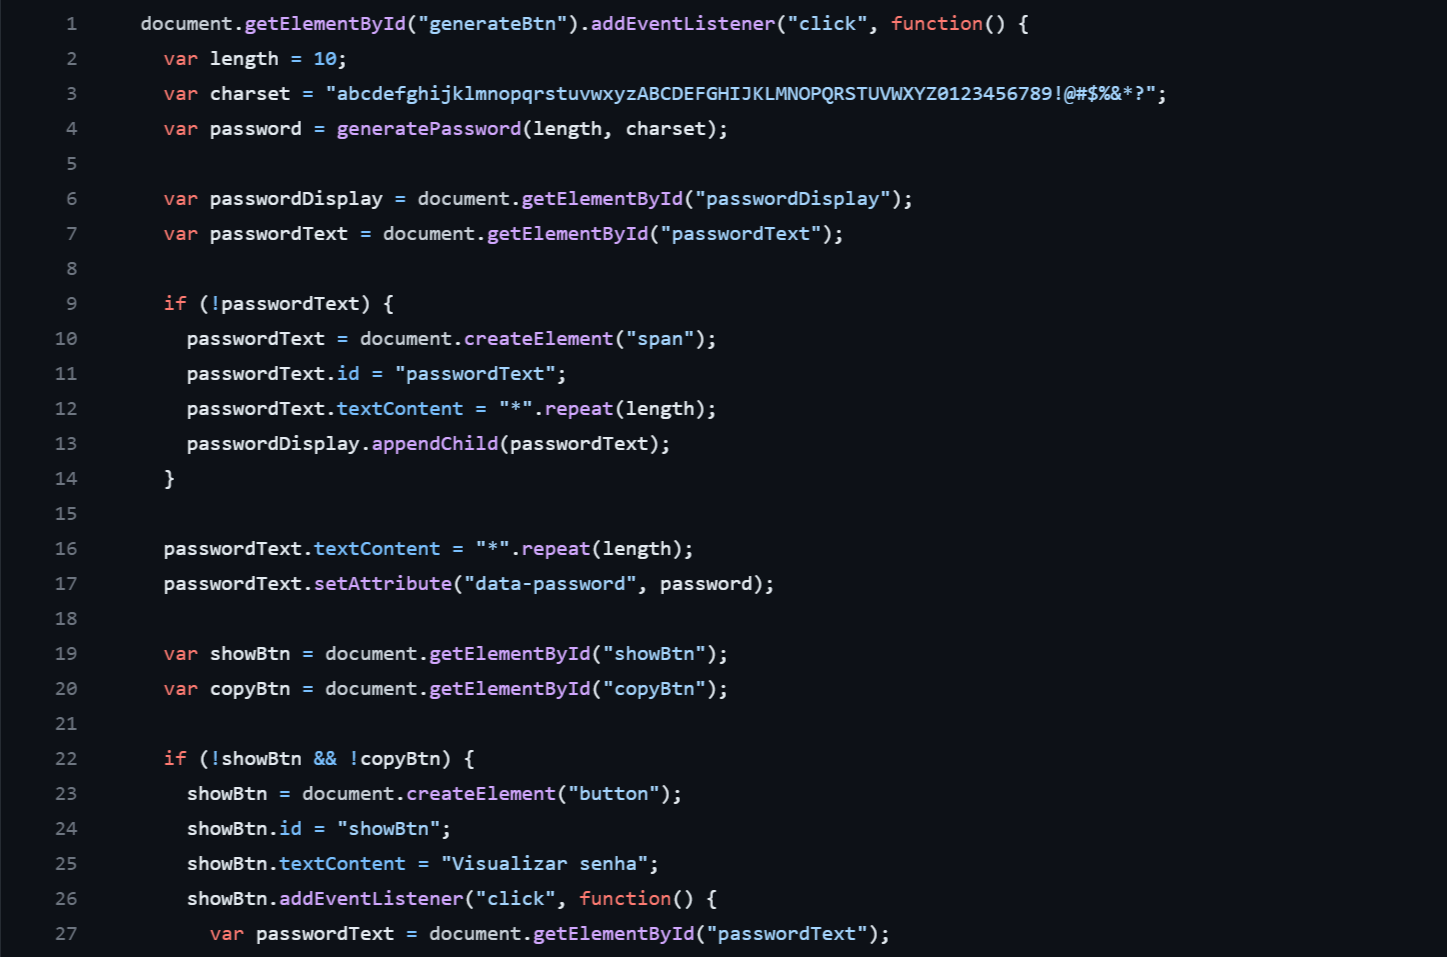 1 document.getElementById("generateBtn").addEventListener("click", function() {
2 var length = 10;
3 var charset = "abcdefghijklmnopqrstuvwxyzABCDEFGHIJKLMNOPQRSTUVWXYZ0123456789!@#$%&*?";
4 var password = generatePassword(length, charset);
5
6 var passwordDisplay = document.getElementById("passwordDisplay");
7 var passwordText = document.getElementById("passwordText");
8
9 if (!passwordText) {
10 passwordText = document.createElement("span");
11 passwordText.id = "passwordText";
12 passwordText.textContent = "*".repeat(length);
13 passwordDisplay.appendChild(passwordText);
14 }
15
16 passwordText.textContent = "*".repeat(length);
17 passwordText.setAttribute("data-password", password);
18
19 var showBtn = document.getElementById("showBtn");
20 var copyBtn = document.getElementById("copyBtn");
21
22 if (!showBtn && !copyBtn) {
23 showBtn = document.createElement("button");
24 showBtn.id = "showBtn";
25 showBtn.textContent = "Visualizar senha";
26 showBtn.addEventListener("click", function() {
27 var passwordText = document.getElementById("passwordText");